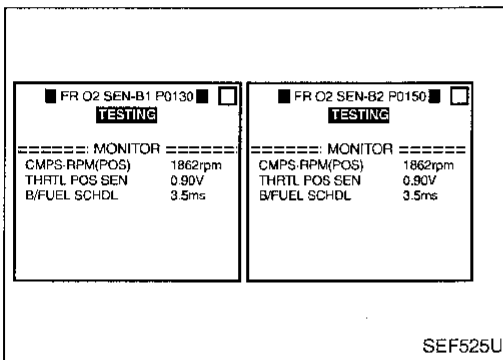 FR O2 SEN-B1 P0130
TESTING
====== MONITOR ======
CMPS·RPM(POS) 1862rpm
THRTL POS SEN 0.90V
B/FUEL SCHDL 3.5ms
FR O2 SEN-B2 P0150
TESTING
====== MONITOR ======
CMPS·RPM(POS) 1862rpm
THRTL POS SEN 0.90V
B/FUEL SCHDL 3.5ms
SEF525U